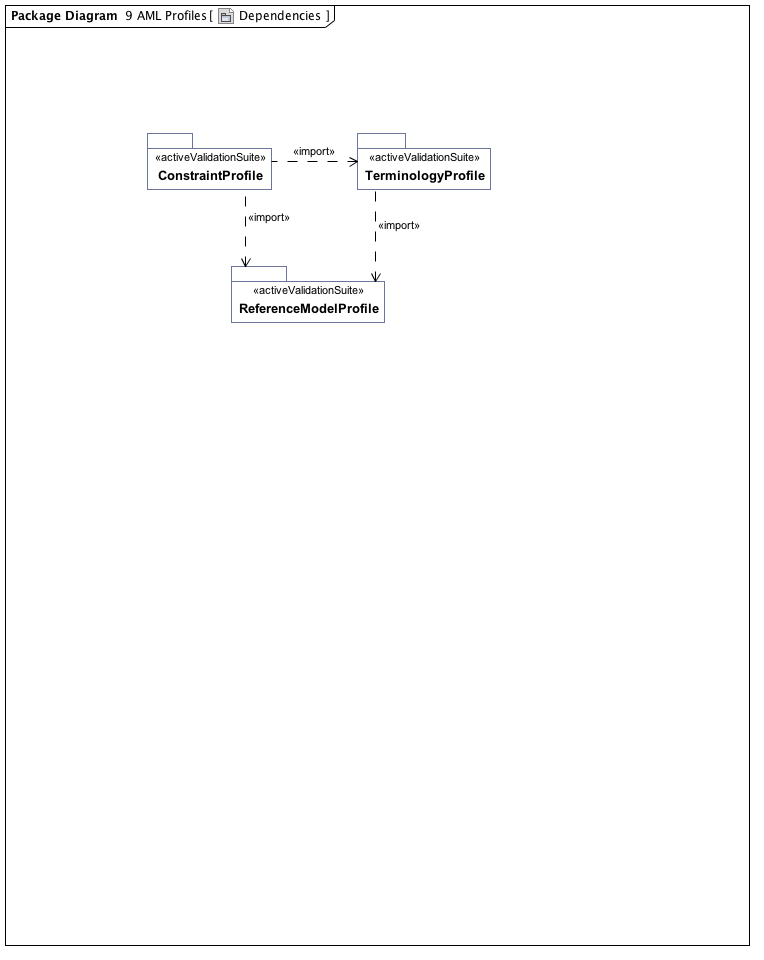 Package Diagram 9 AML Profiles [ Dependencies ]
«activeValidationSuite»
ConstraintProfile
«import»
«activeValidationSuite»
TerminologyProfile
«import»
«import»
«activeValidationSuite»
ReferenceModelProfile